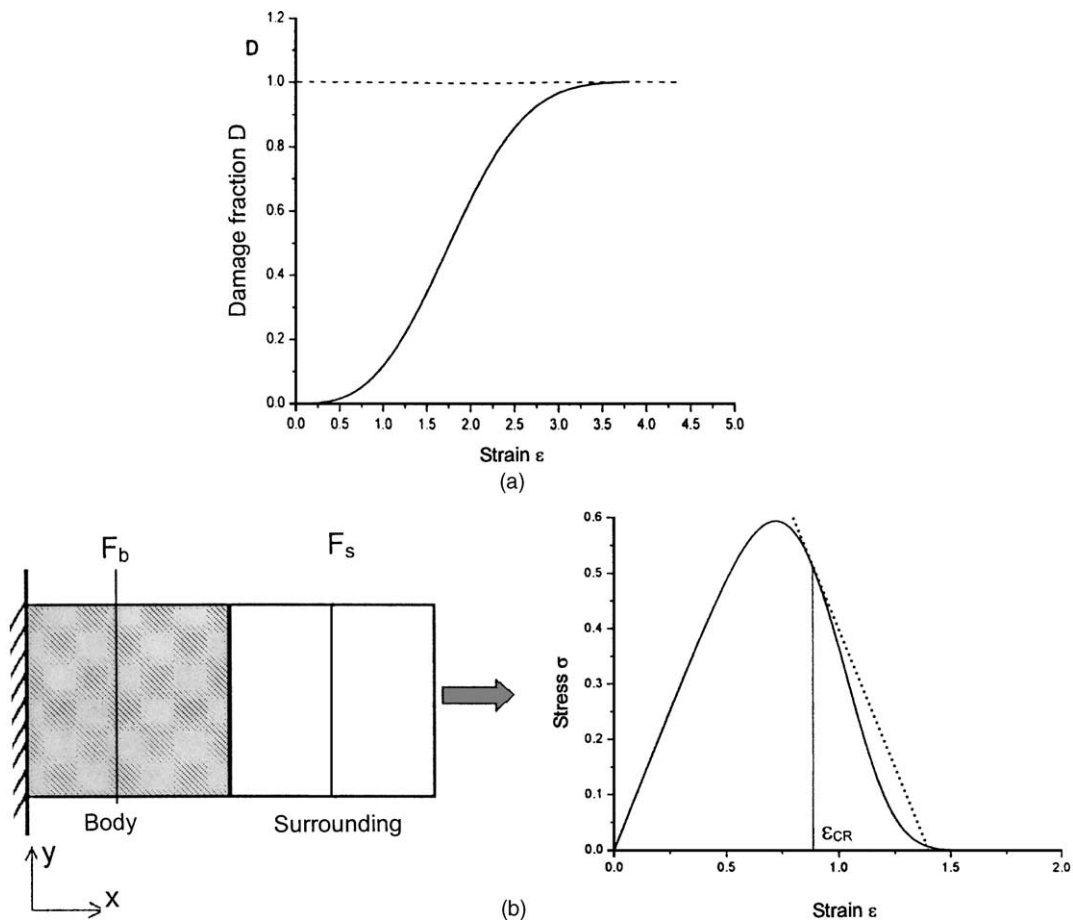 D
1.2
1.0
0.8
0.6
0.4
0.2
0.0
Damage fraction D
0.0 0.5 1.0 1.5 2.0 2.5 3.0 3.5 4.0 4.5 5.0
Strain ε
(a)
F_b F_s
Body Surrounding
y
x
0.6
0.5
0.4
0.3
0.2
0.1
0.0
Stress σ
ε_CR
0.0 0.5 1.0 1.5 2.0
Strain ε
(b)